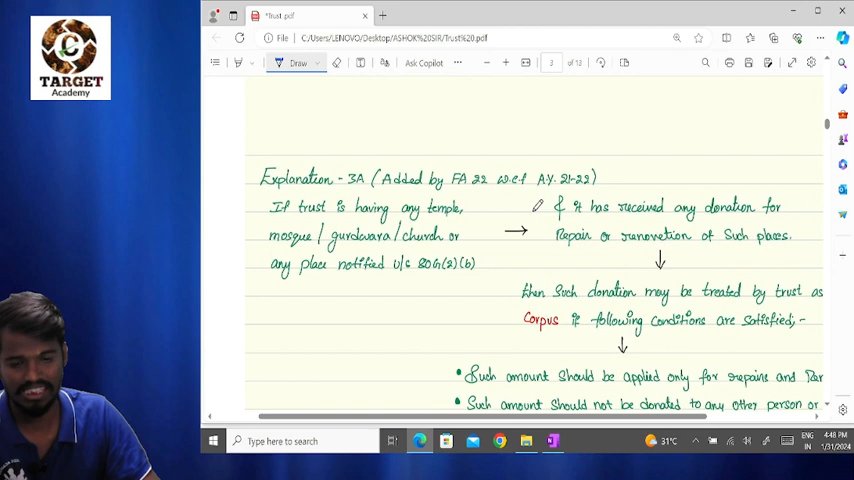 *Trust.pdf
File C:/Users/LENOVO/Desktop/ASHOK%20SIR/Trust%20.pdf
Draw Ask Copilot 3 of 13
TARGET
Academy
Explanation - 3A (Added by FA 22 w.e.f A.Y. 21-22)
If trust is having any temple,
mosque/ gurdwara/church or
any place notified u/s 80G(2)(b)
→
& it has received any donation for
Repair or renovation of Such places.
↓
then Such donation may be treated by trust as
Corpus if following conditions are satisfied;-
↓
• Such amount should be applied only for repairs and Ren
• Such amount should not be donated to any other person or
Type here to search
31°C
ENG
IN
4:48 PM
1/31/2024